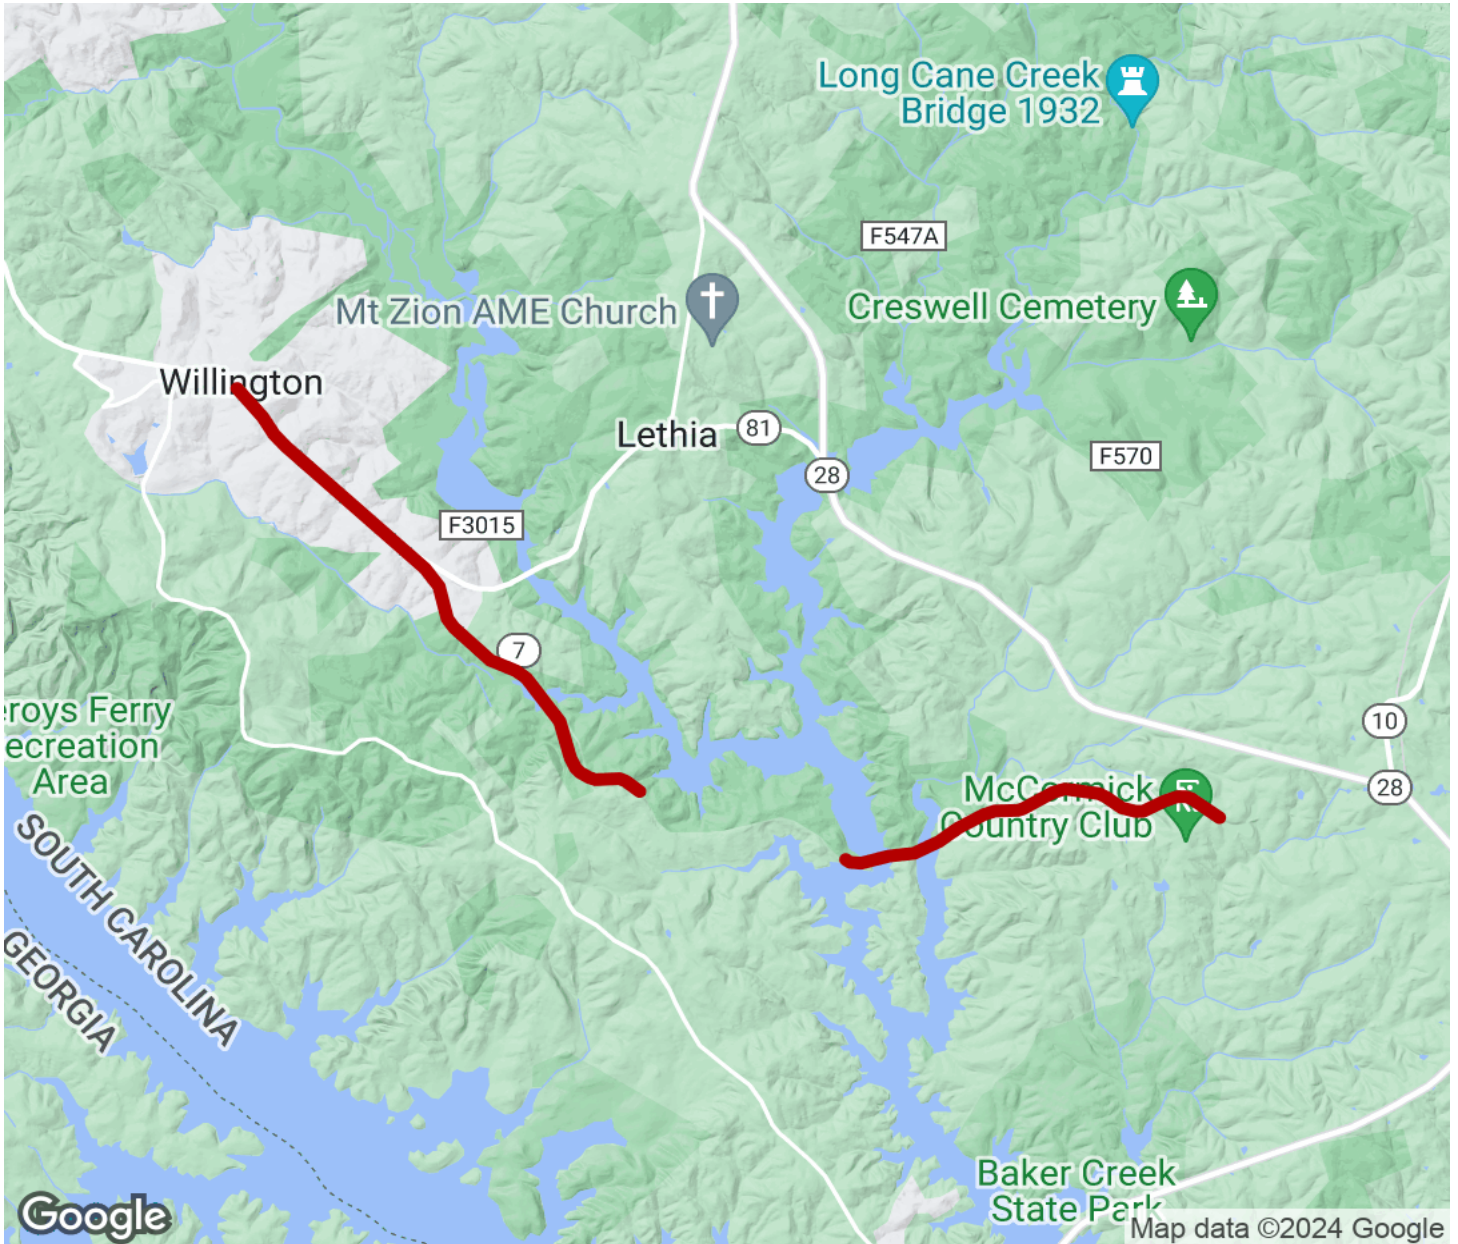 Long Cane Creek
Bridge 1932
F547A
Mt Zion AME Church
Creswell Cemetery
Willington
Lethia
81
F570
28
F3015
7
eroys Ferry
ecreation
Area
10
McCormick
Country Club
28
SOUTH CAROLINA
GEORGIA
Baker Creek
State Park
Google
Map data ©2024 Google